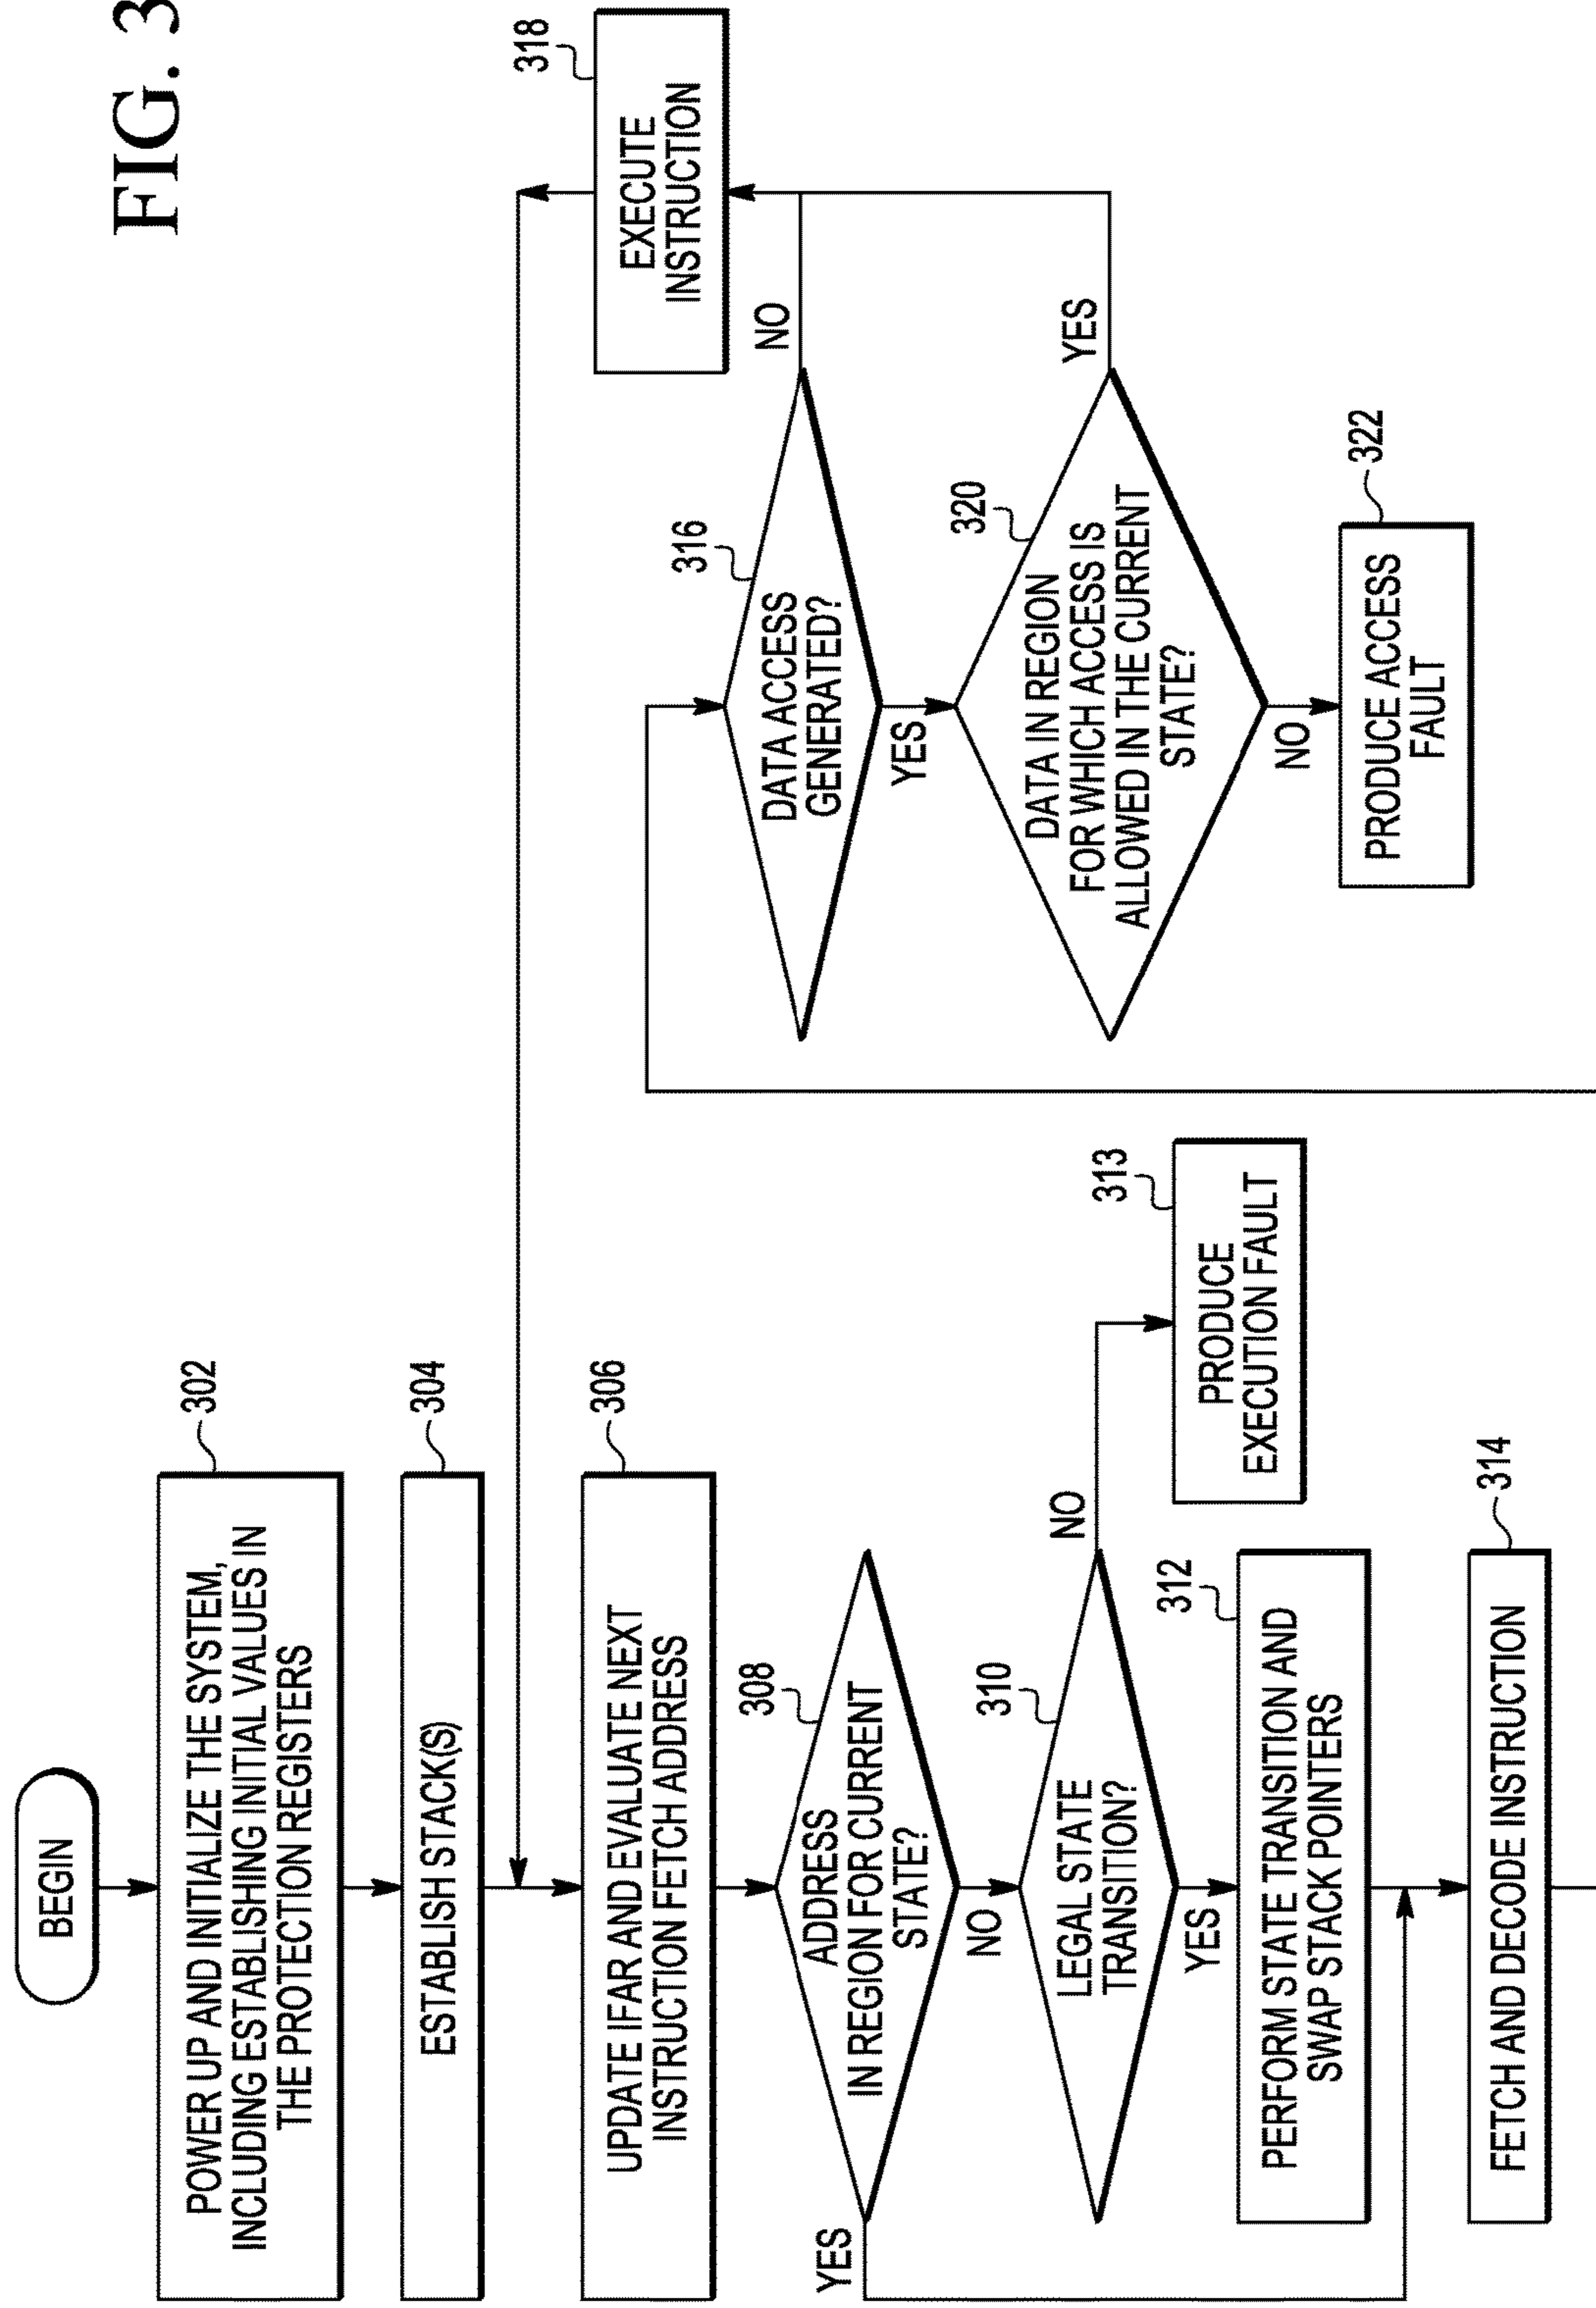 FIG. 3
BEGIN
302
POWER UP AND INITIALIZE THE SYSTEM,
INCLUDING ESTABLISHING INITIAL VALUES IN
THE PROTECTION REGISTERS
304
ESTABLISH STACK(S)
306
UPDATE IFAR AND EVALUATE NEXT
INSTRUCTION FETCH ADDRESS
308
ADDRESS
IN REGION FOR CURRENT
STATE?
YES
NO
310
LEGAL STATE
TRANSITION?
NO
YES
313
PRODUCE
EXECUTION FAULT
312
PERFORM STATE TRANSITION AND
SWAP STACK POINTERS
314
FETCH AND DECODE INSTRUCTION
316
DATA ACCESS
GENERATED?
NO
YES
318
EXECUTE
INSTRUCTION
320
DATA IN REGION
FOR WHICH ACCESS IS
ALLOWED IN THE CURRENT
STATE?
YES
NO
322
PRODUCE ACCESS
FAULT